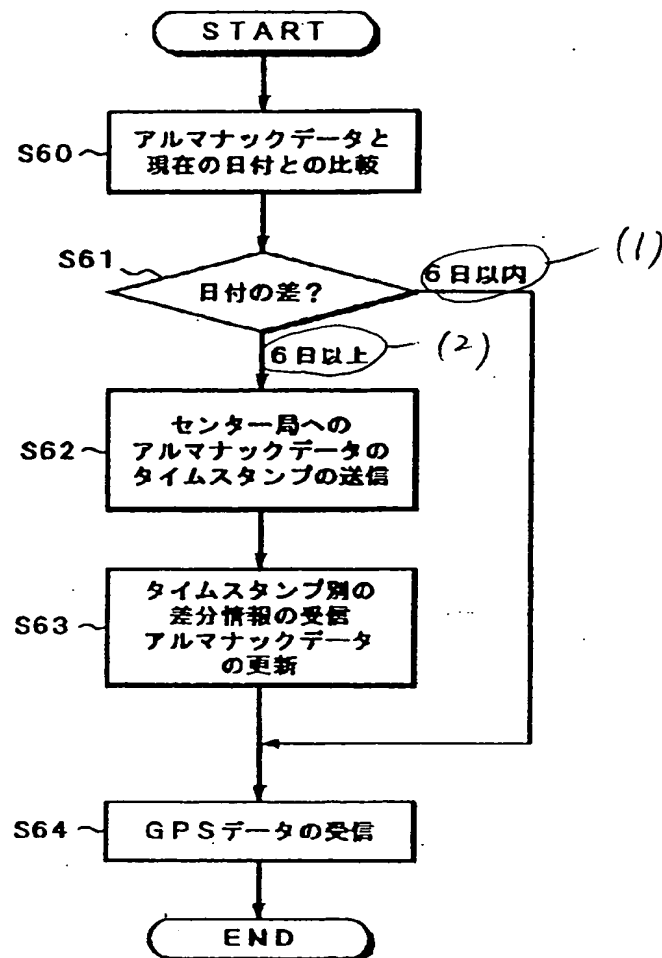 START
S60
アルマナックデータと
現在の日付との比較
S61
日付の差?
6日以内
(1)
6日以上
(2)
S62
センター局への
アルマナックデータの
タイムスタンプの送信
S63
タイムスタンプ別の
差分情報の受信
アルマナックデータ
の更新
S64
GPSデータの受信
END